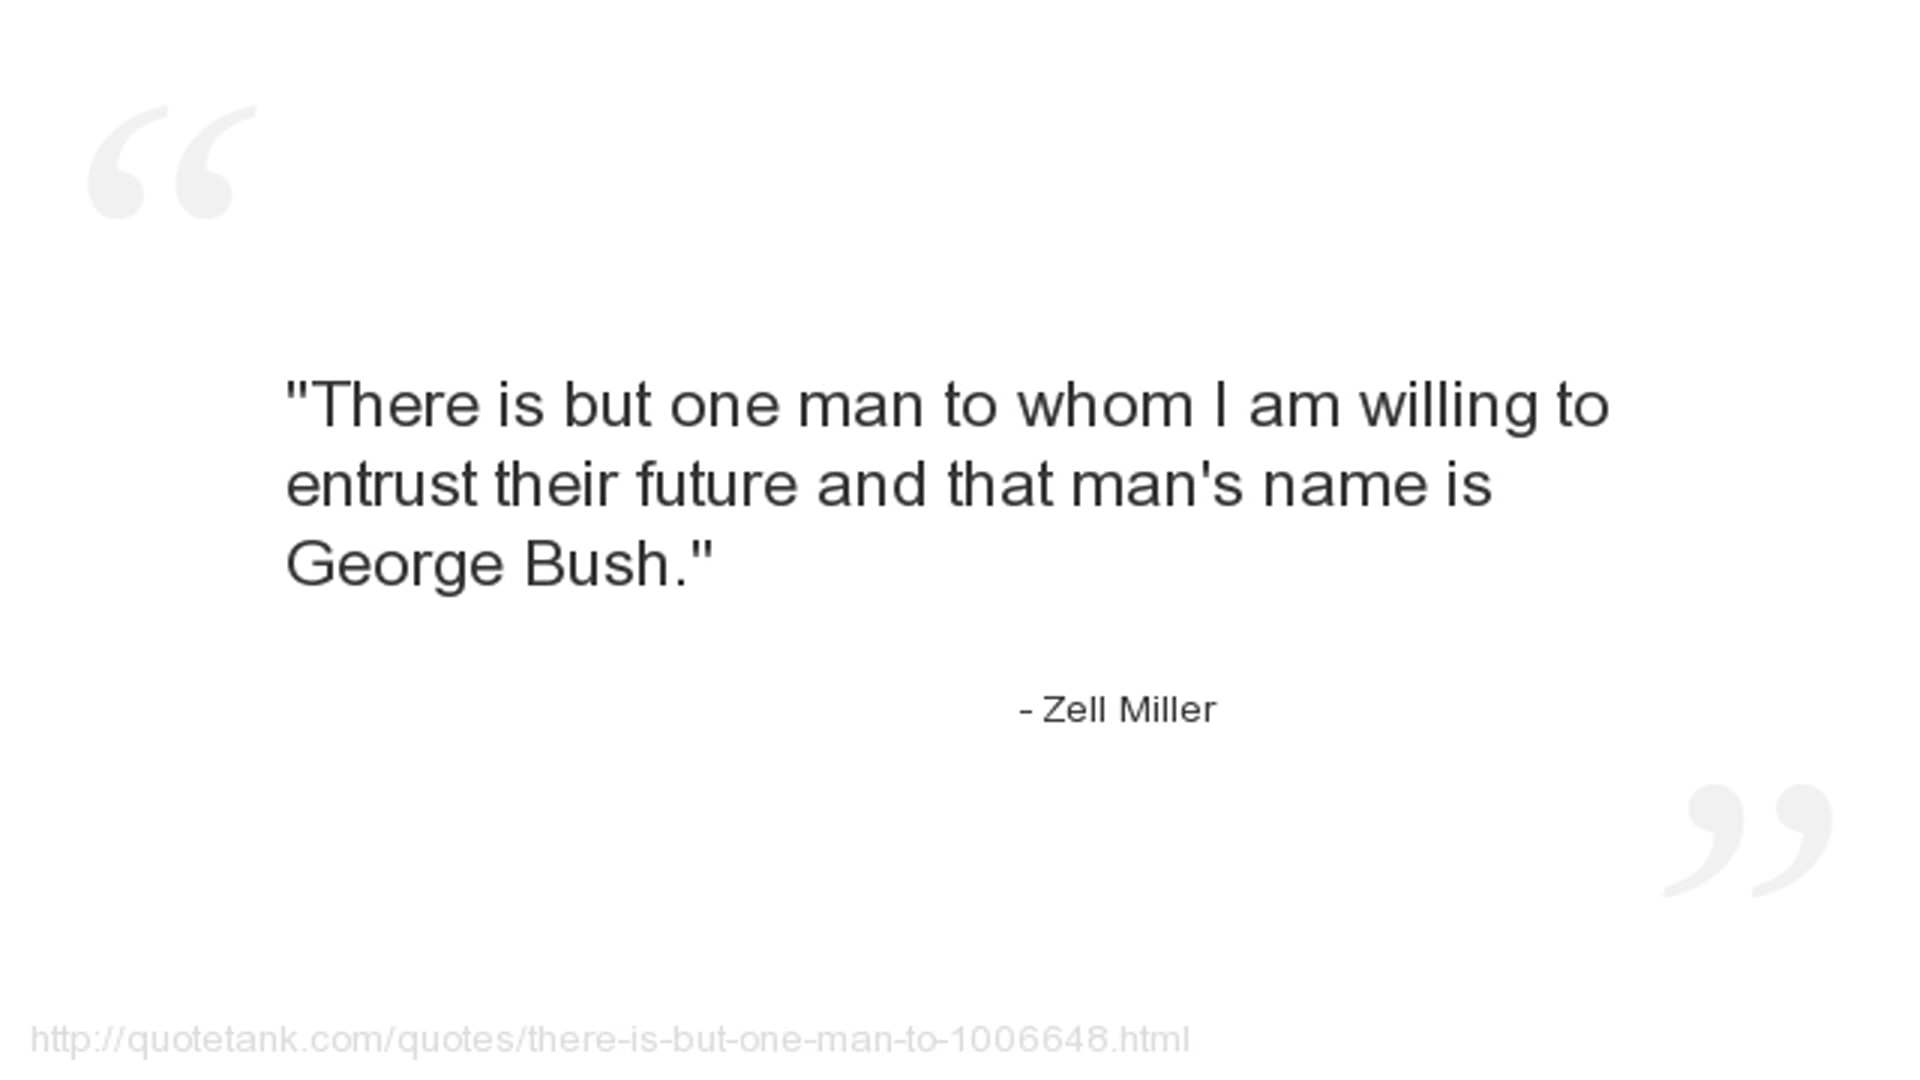 "There is but one man to whom I am willing to
entrust their future and that man's name is
George Bush."
- Zell Miller
http://quotetank.com/quotes/there-is-but-one-man-to-1006648.html